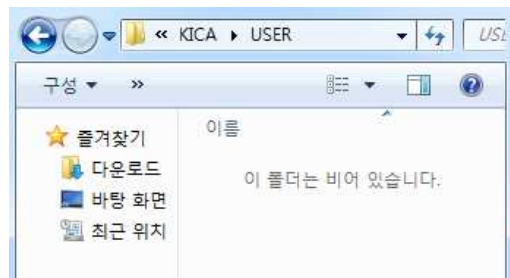 « KICA ▸ USER
구성 ▾ »
즐겨찾기
다운로드
바탕 화면
최근 위치
이름
이 폴더는 비어 있습니다.